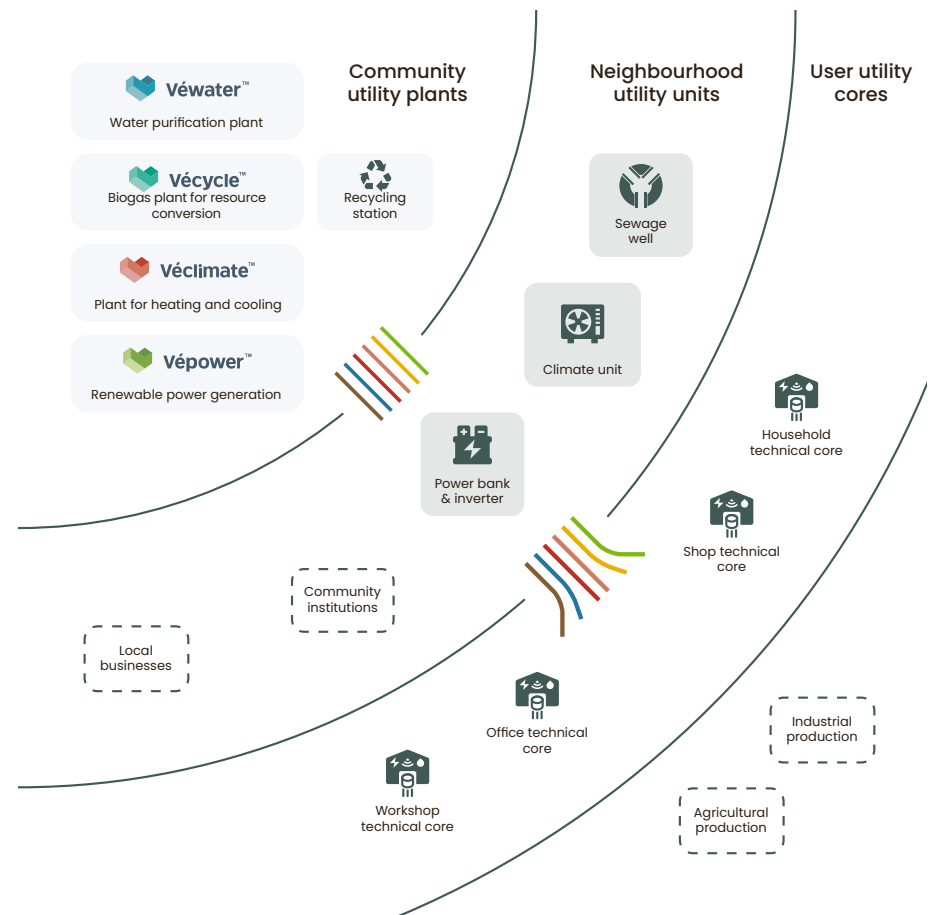 Community
utility plants
Neighbourhood
utility units
User utility
cores
Véwater™
Water purification plant
Vécycle™
Biogas plant for resource
conversion
Recycling
station
Véclimate™
Plant for heating and cooling
Vépower™
Renewable power generation
Sewage
well
Climate unit
Power bank
& inverter
Household
technical core
Shop technical
core
Community
institutions
Local
businesses
Office technical
core
Workshop
technical core
Industrial
production
Agricultural
production